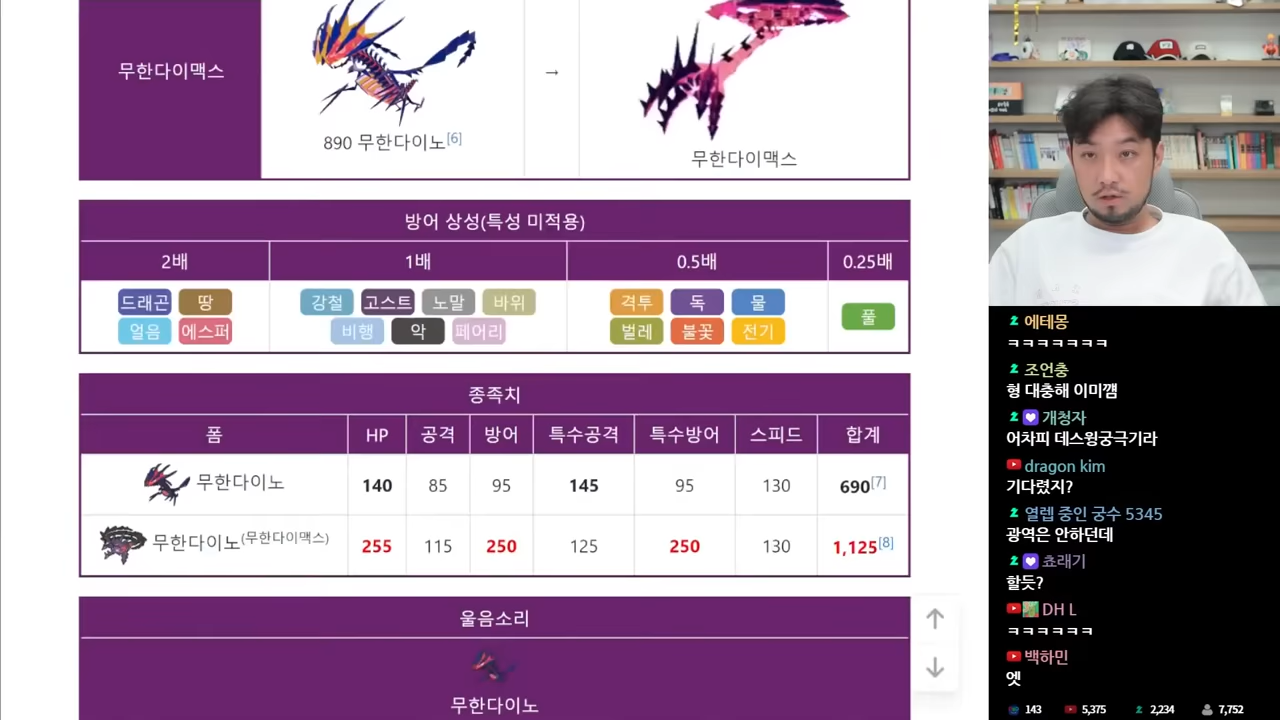 무한다이맥스
890 무한다이노[6]
→
무한다이맥스
방어 상성(특성 미적용)
2배 1배 0.5배 0.25배
드래곤 땅 강철 고스트 노말 바위 격투 독 물 풀
얼음 에스퍼 비행 악 페어리 벌레 불꽃 전기
종족치
폼 HP 공격 방어 특수공격 특수방어 스피드 합계
무한다이노 140 85 95 145 95 130 690[7]
무한다이노(무한다이맥스) 255 115 250 125 250 130 1,125[8]
울음소리
무한다이노
에테몽
ㅋㅋㅋㅋㅋㅋㅋ
조언충
형 대충해 이미꺰
개청자
어차피 데스윙궁극기라
dragon kim
기다렸지?
열렙 중인 궁수 5345
광역은 안하던데
쵸래기
할듯?
DH L
ㅋㅋㅋㅋㅋㅋ
백하민
엣
143 5,375 2,234 7,752